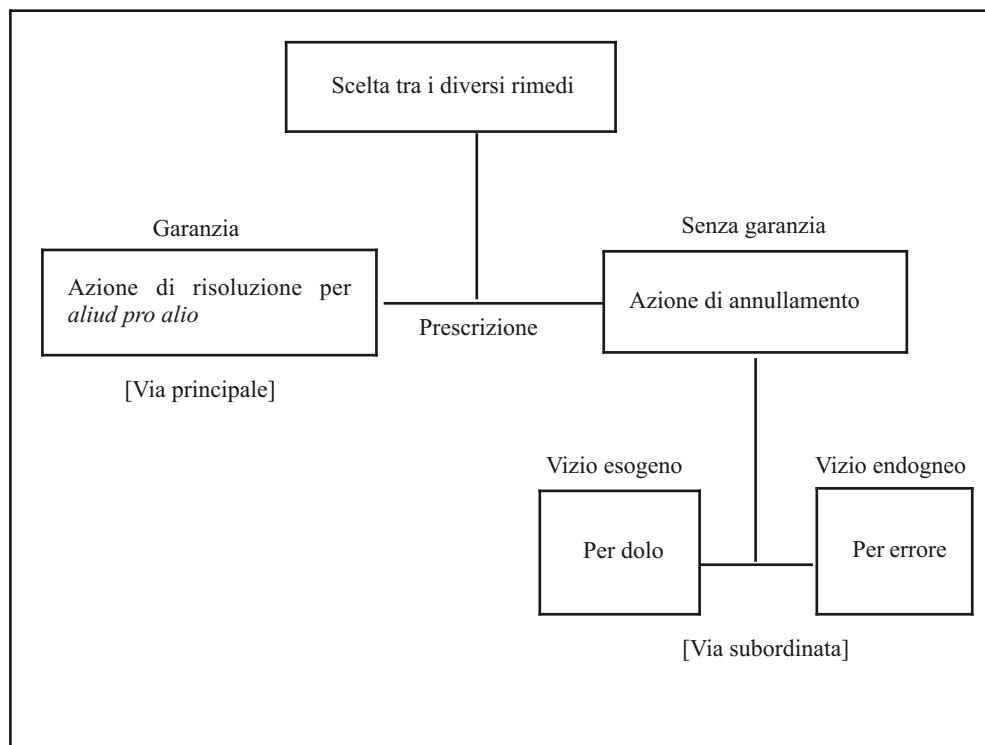 Scelta tra i diversi rimedi
Garanzia
Senza garanzia
Azione di risoluzione per
aliud pro alio
Azione di annullamento
Prescrizione
[Via principale]
Vizio esogeno
Vizio endogneo
Per dolo
Per errore
[Via subordinata]